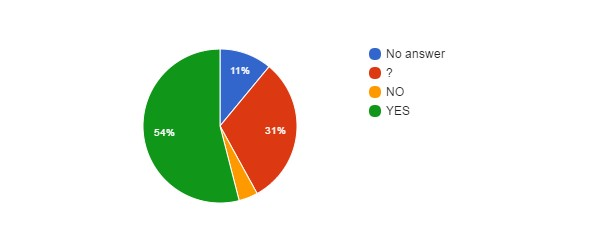 11%
31%
54%
No answer
?
NO
YES